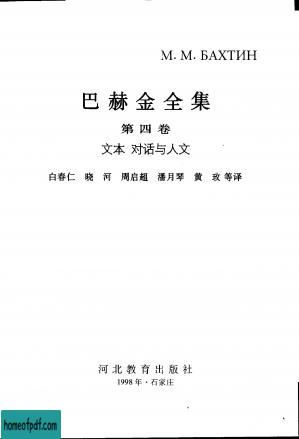 М. М. БАХТИН
巴赫金全集
第四卷
文本 对话与人文
白春仁 晓河 周启超 潘月琴 黄玫 等译
河北教育出版社
1998年·石家庄
homeofpdf.com